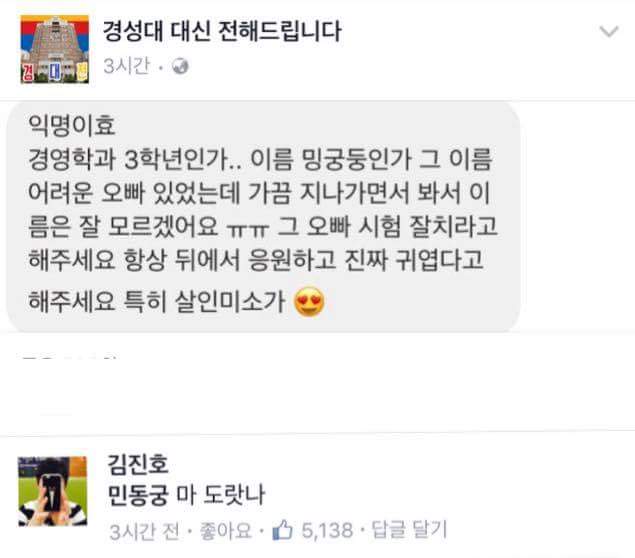 경성대 대신 전해드립니다
3시간 ·
경 대 전
익명이효
경영학과 3학년인가.. 이름 밍궁둥인가 그 이름
어려운 오빠 있었는데 가끔 지나가면서 봐서 이
름은 잘 모르겠어요 ㅠㅠ 그 오빠 시험 잘치라고
해주세요 항상 뒤에서 응원하고 진짜 귀엽다고
해주세요 특히 살인미소가 😍
김진호
민동궁 마 도랏나
3시간 전 · 좋아요 · 👍 5,138 · 답글 달기